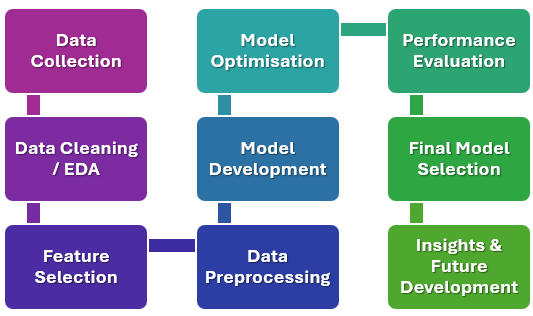 Data
Collection
Data Cleaning
/ EDA
Feature
Selection
Data
Preprocessing
Model
Development
Model
Optimisation
Performance
Evaluation
Final Model
Selection
Insights &
Future
Development